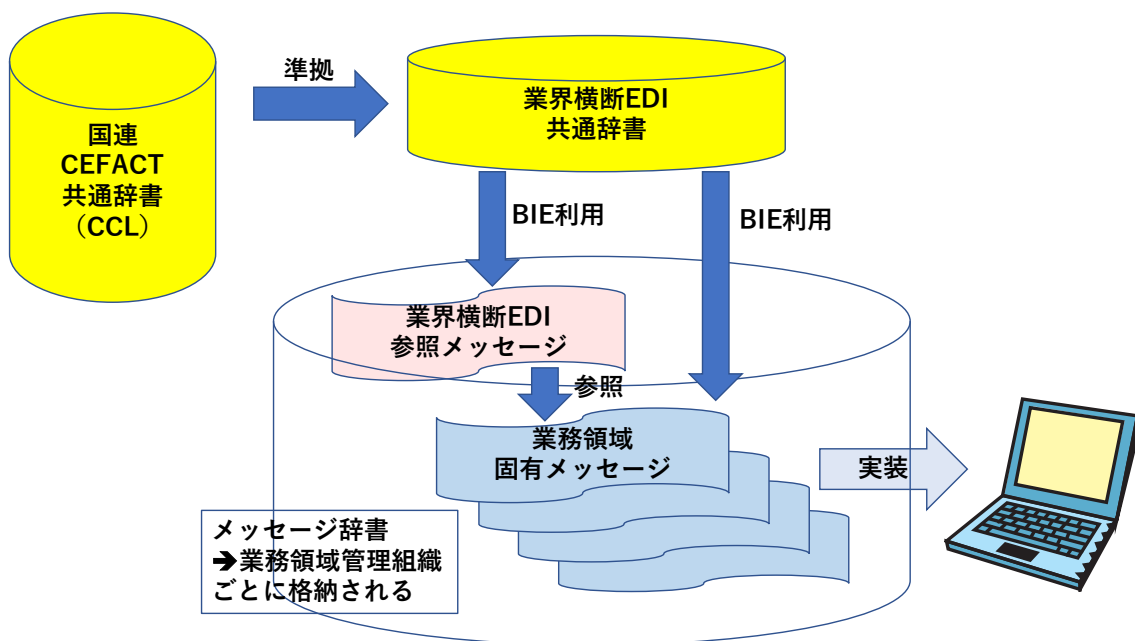 国連
CEFACT
共通辞書
（CCL）
準拠
業界横断EDI
共通辞書
BIE利用
BIE利用
業界横断EDI
参照メッセージ
参照
業務領域
固有メッセージ
実装
メッセージ辞書
➔業務領域管理組織
ごとに格納される